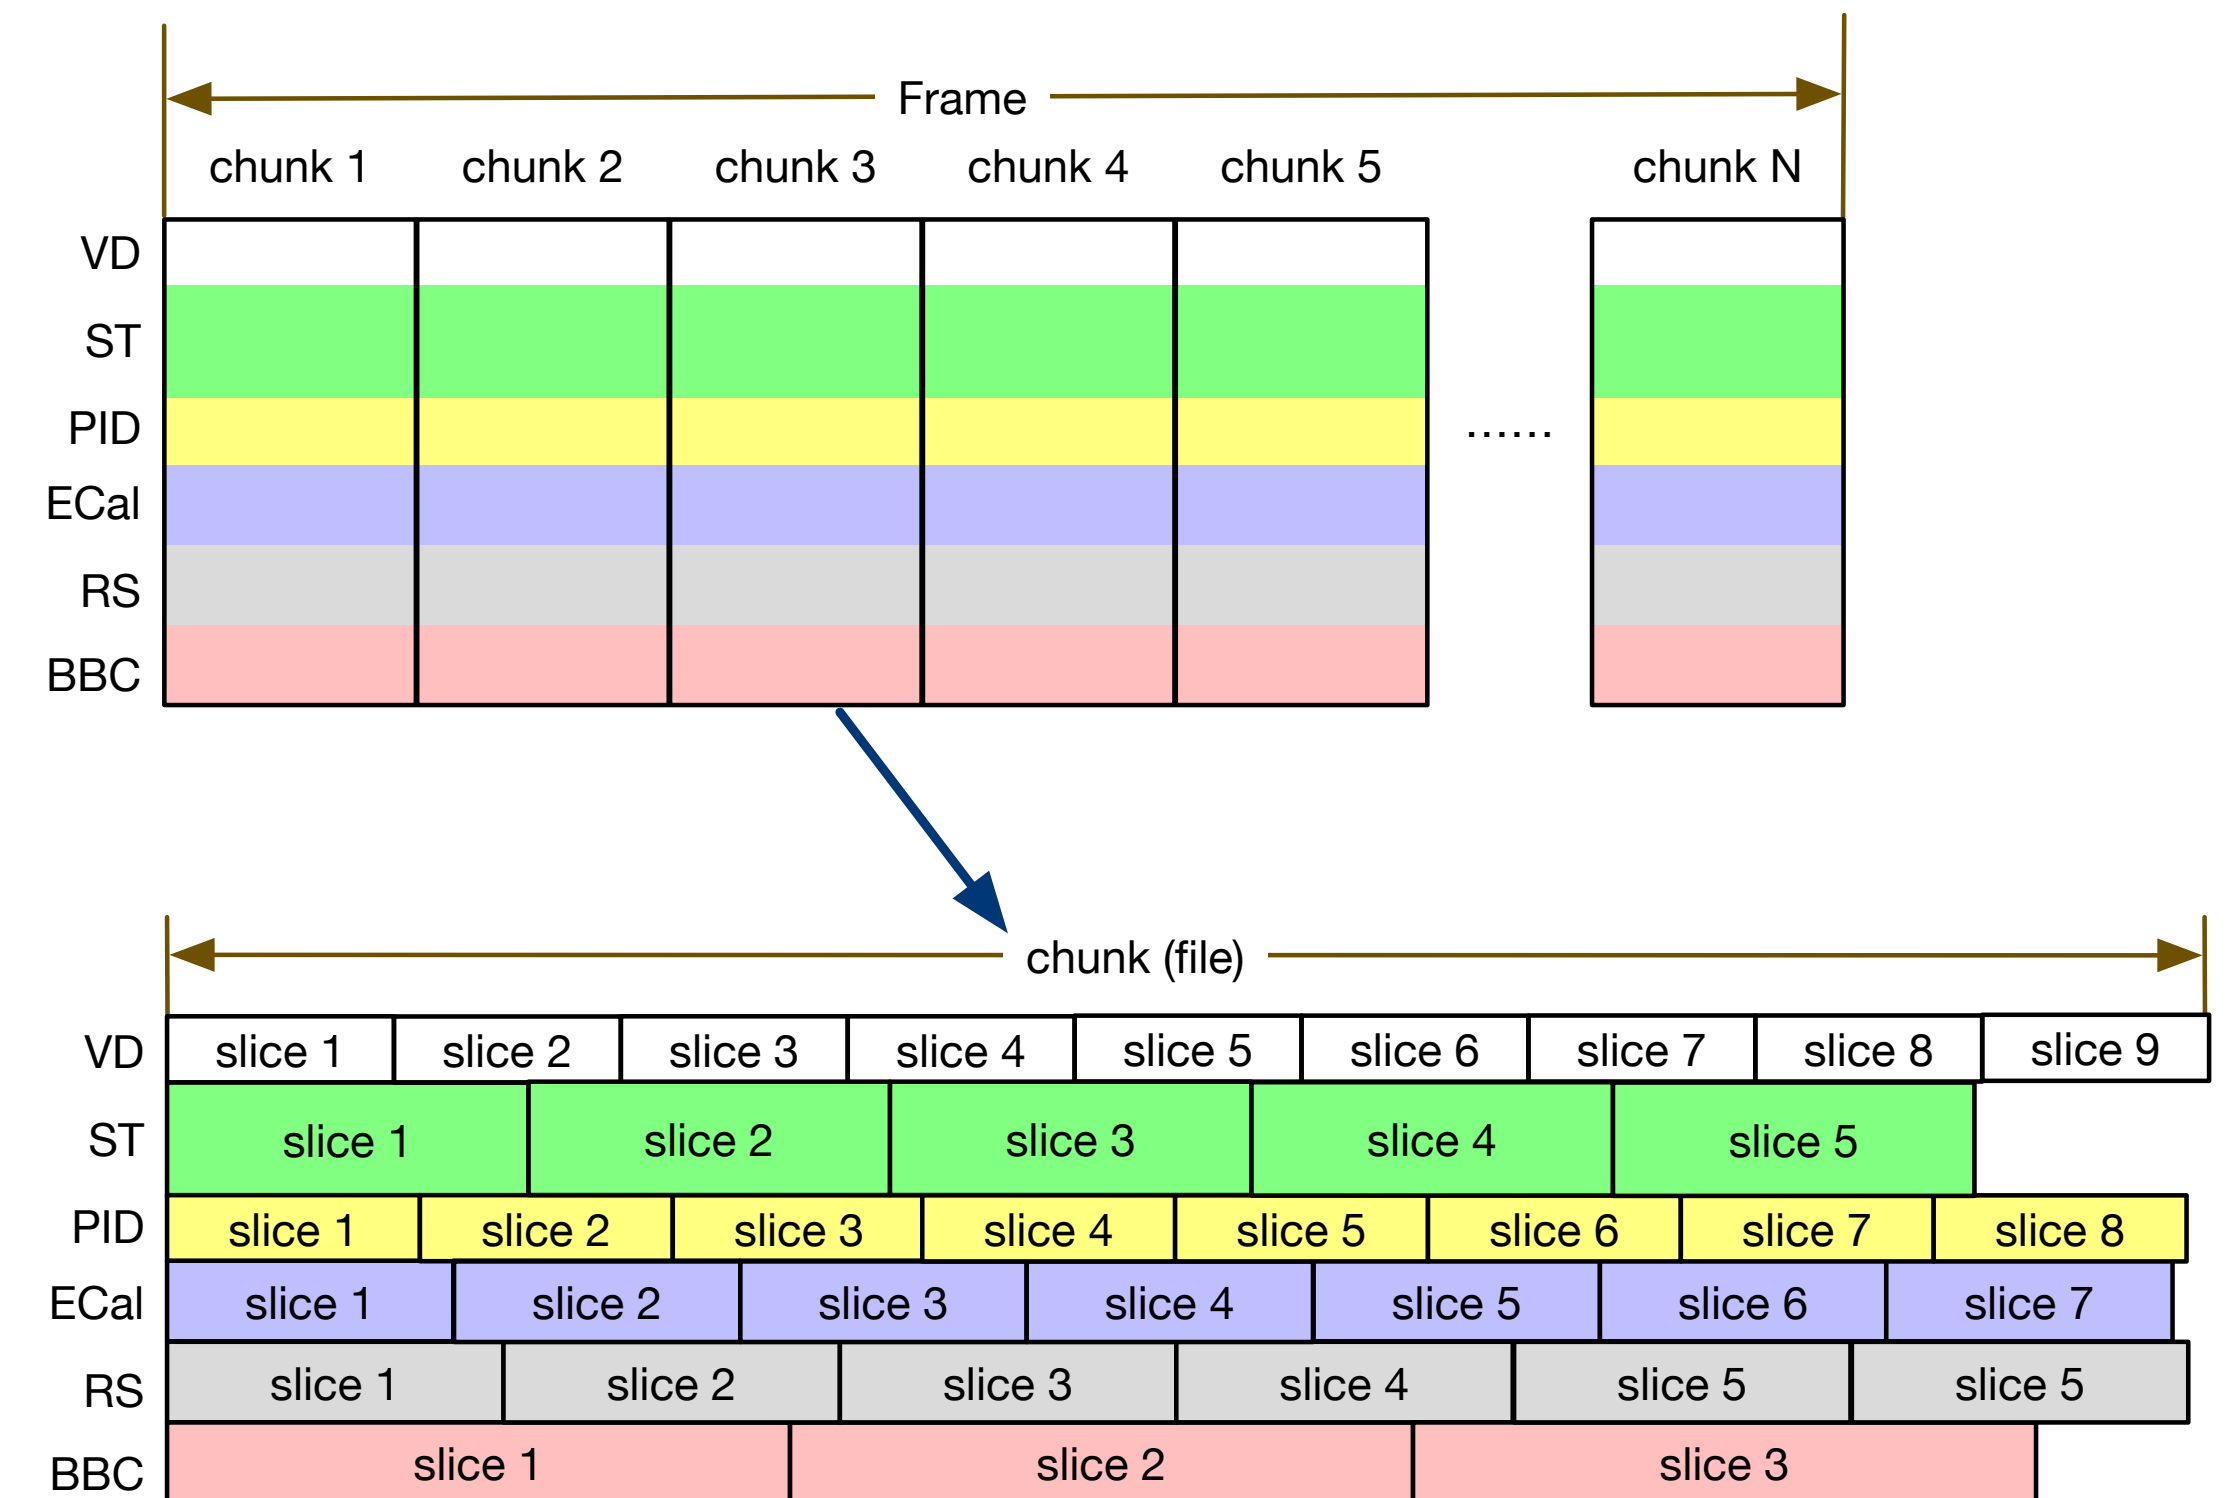 Frame
chunk 1 chunk 2 chunk 3 chunk 4 chunk 5 chunk N
VD
ST
PID ......
ECal
RS
BBC
chunk (file)
VD slice 1 slice 2 slice 3 slice 4 slice 5 slice 6 slice 7 slice 8 slice 9
ST slice 1 slice 2 slice 3 slice 4 slice 5
PID slice 1 slice 2 slice 3 slice 4 slice 5 slice 6 slice 7 slice 8
ECal slice 1 slice 2 slice 3 slice 4 slice 5 slice 6 slice 7
RS slice 1 slice 2 slice 3 slice 4 slice 5 slice 5
BBC slice 1 slice 2 slice 3